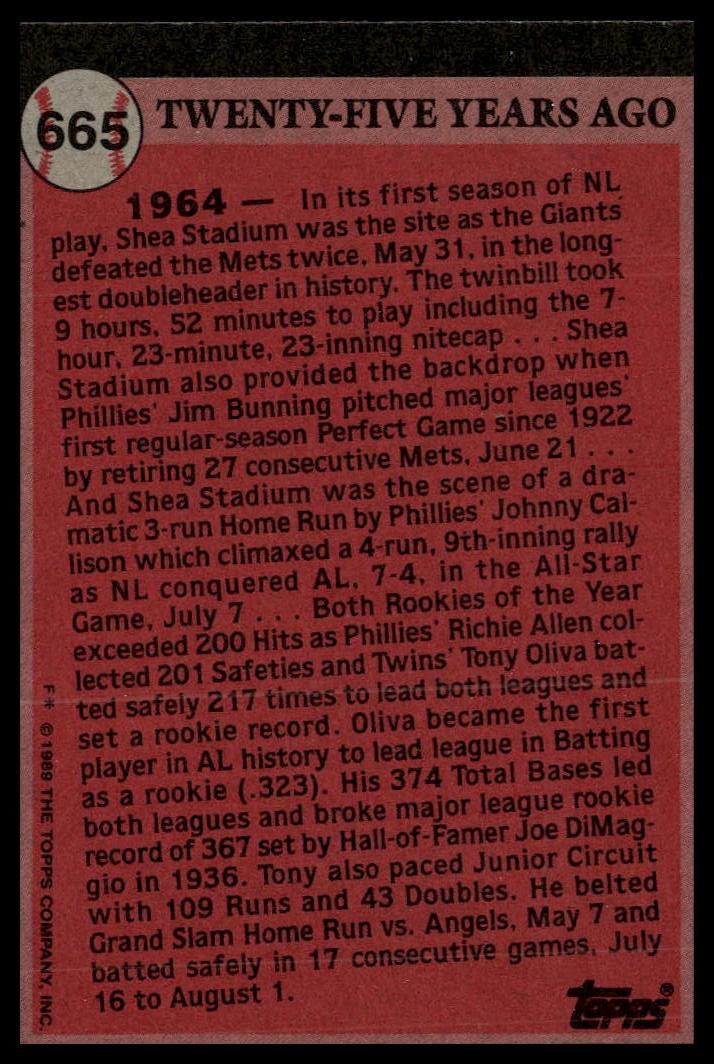 665
TWENTY-FIVE YEARS AGO
1964 — In its first season of NL
play, Shea Stadium was the site as the Giants
defeated the Mets twice, May 31, in the long-
est doubleheader in history. The twinbill took
9 hours, 52 minutes to play including the 7-
hour, 23-minute, 23-inning nitecap . . . Shea
Stadium also provided the backdrop when
Phillies' Jim Bunning pitched major leagues'
first regular-season Perfect Game since 1922
by retiring 27 consecutive Mets, June 21 . . .
And Shea Stadium was the scene of a dra-
matic 3-run Home Run by Phillies' Johnny Cal-
lison which climaxed a 4-run, 9th-inning rally
as NL conquered AL, 7-4, in the All-Star
Game, July 7 . . . Both Rookies of the Year
exceeded 200 Hits as Phillies' Richie Allen col-
lected 201 Safeties and Twins' Tony Oliva bat-
ted safely 217 times to lead both leagues and
set a rookie record. Oliva became the first
player in AL history to lead league in Batting
as a rookie (.323). His 374 Total Bases led
both leagues and broke major league rookie
record of 367 set by Hall-of-Famer Joe DiMag-
gio in 1936. Tony also paced Junior Circuit
with 109 Runs and 43 Doubles. He belted
Grand Slam Home Run vs. Angels, May 7 and
batted safely in 17 consecutive games, July
16 to August 1.
F* © 1989 THE TOPPS COMPANY, INC.
topps®